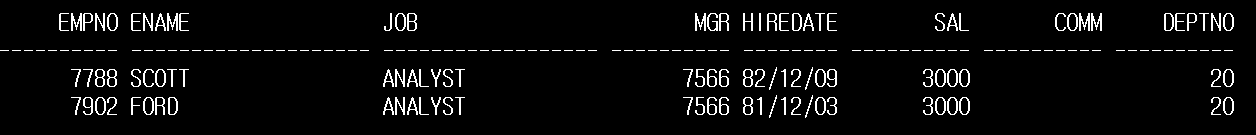 EMPNO ENAME JOB MGR HIREDATE SAL COMM DEPTNO
---------- -------------------- ------------------ ---------- -------- ---------- ---------- ----------
7788 SCOTT ANALYST 7566 82/12/09 3000 20
7902 FORD ANALYST 7566 81/12/03 3000 20